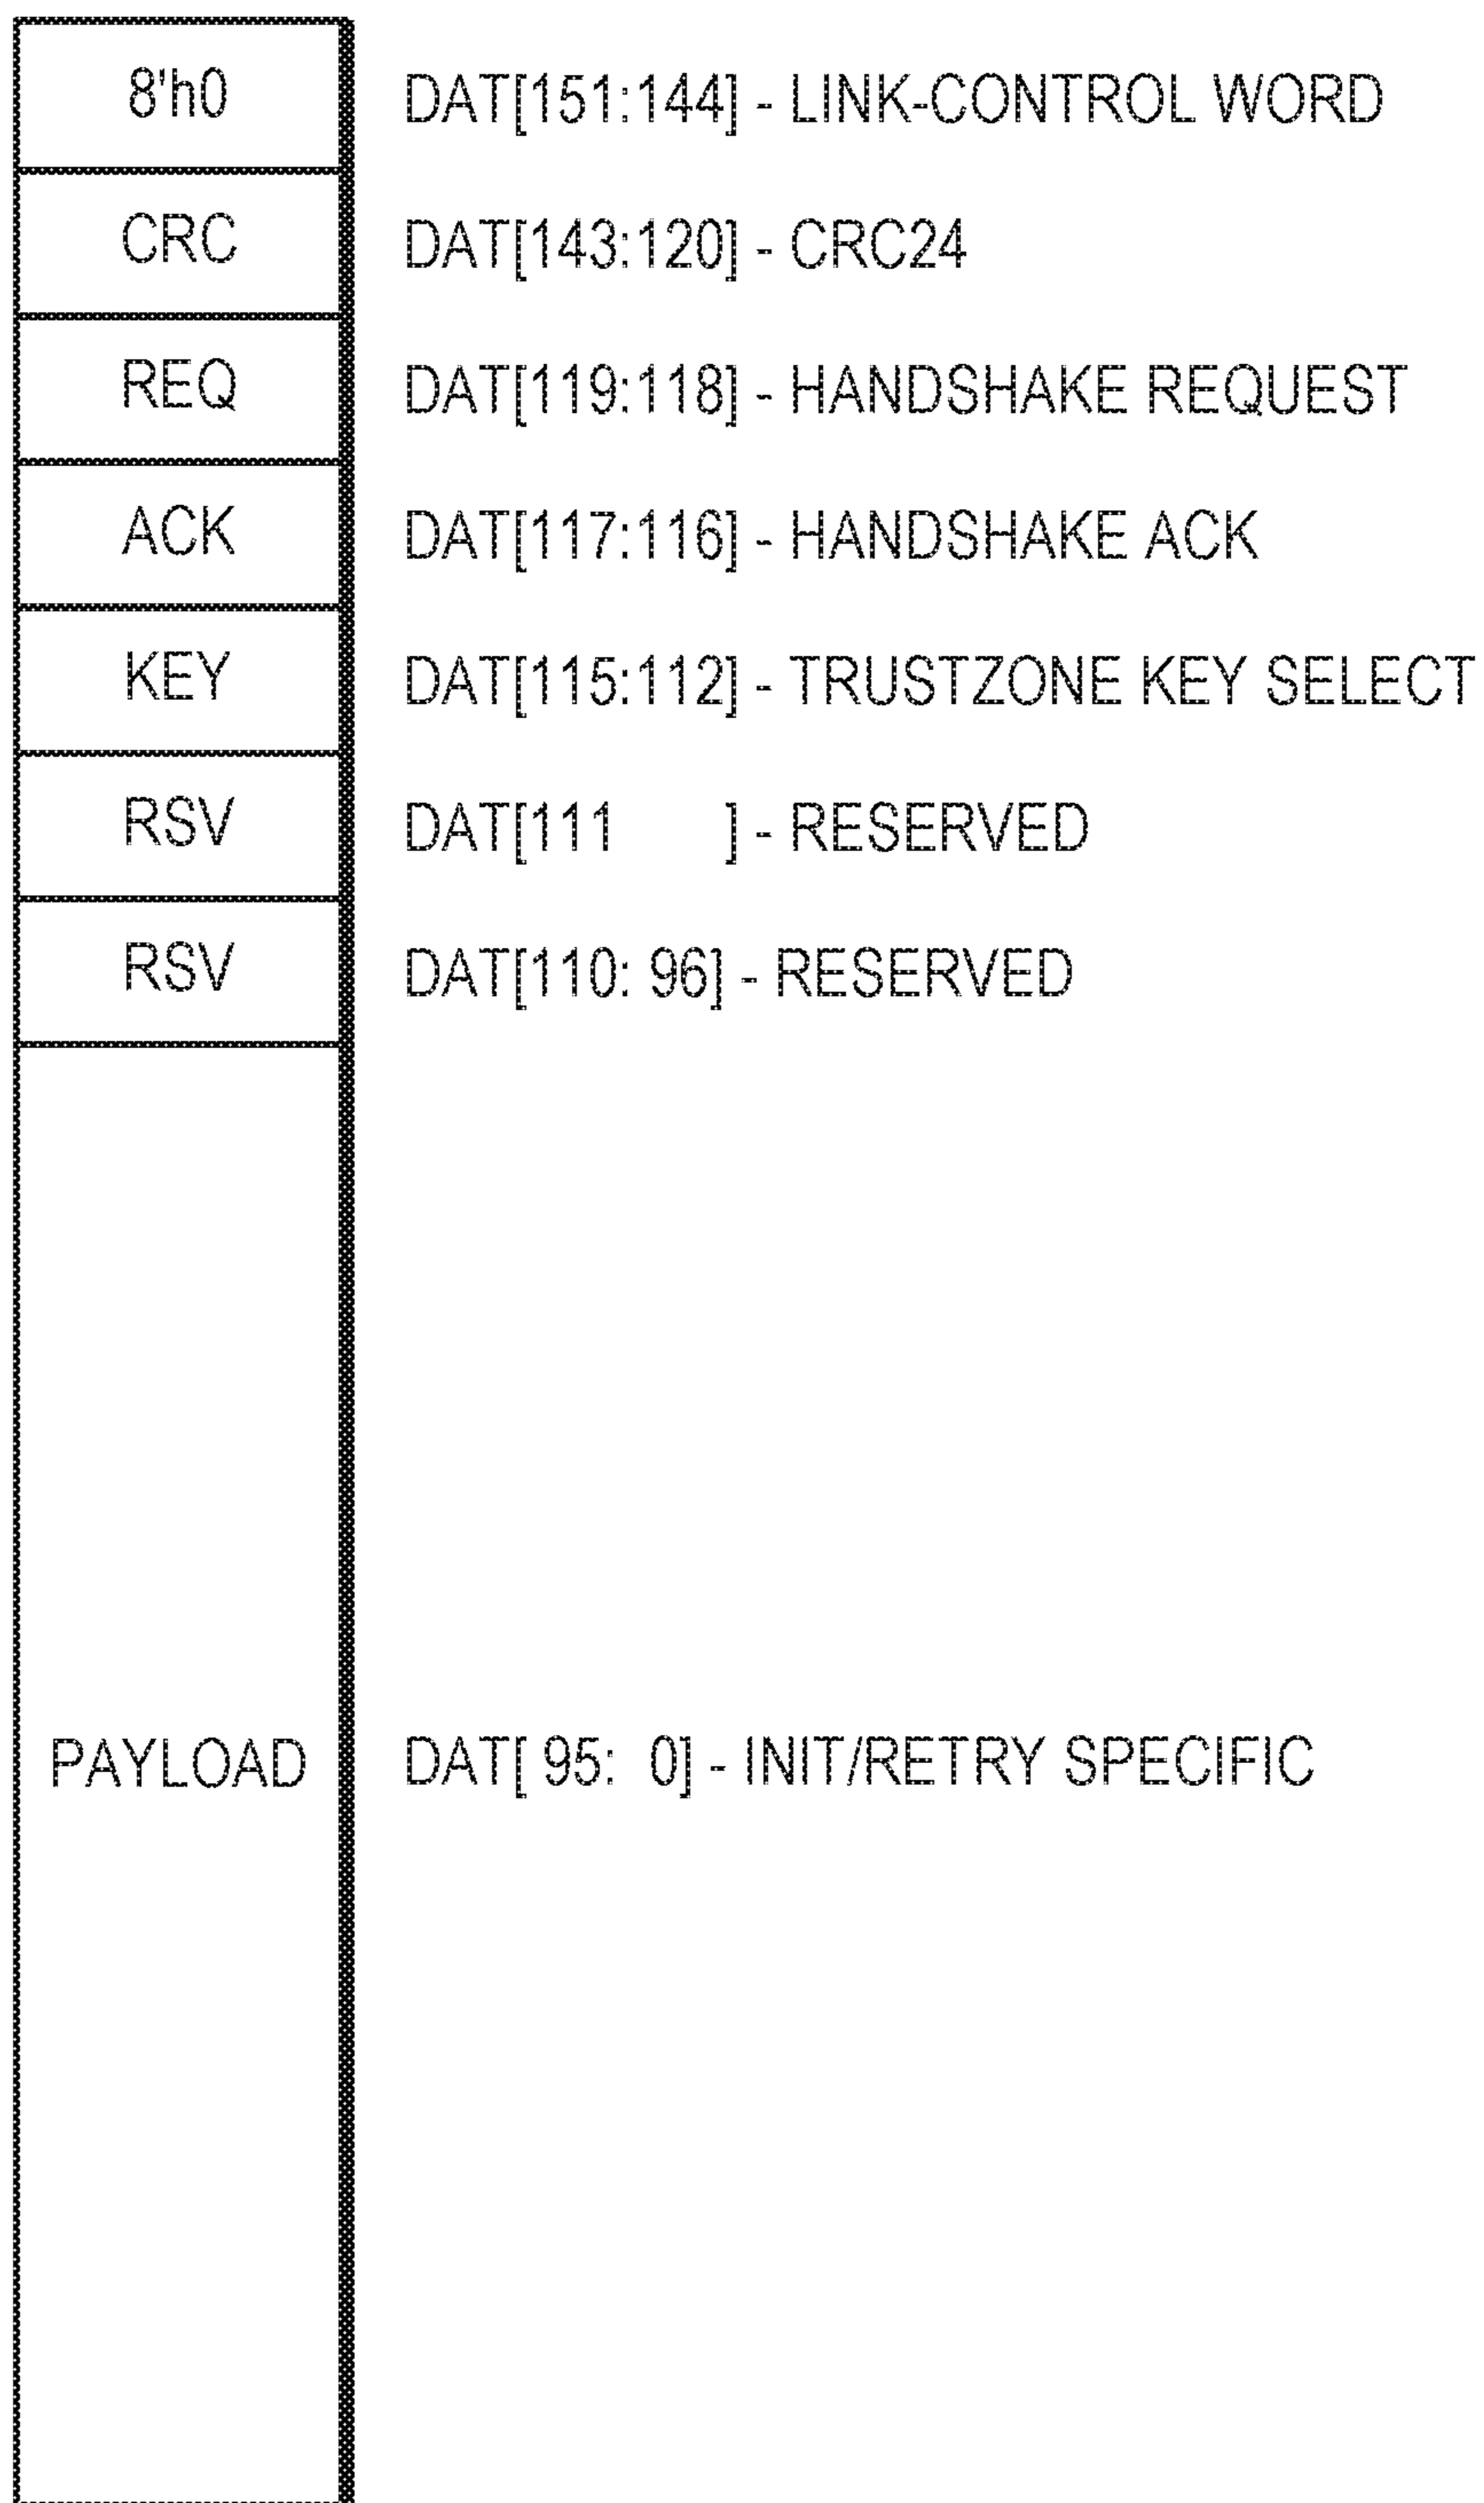 8'h0 DAT[151:144] - LINK-CONTROL WORD
CRC DAT[143:120] - CRC24
REQ DAT[119:118] - HANDSHAKE REQUEST
ACK DAT[117:116] - HANDSHAKE ACK
KEY DAT[115:112] - TRUSTZONE KEY SELECT
RSV DAT[111 ] - RESERVED
RSV DAT[110: 96] - RESERVED
PAYLOAD DAT[ 95: 0] - INIT/RETRY SPECIFIC